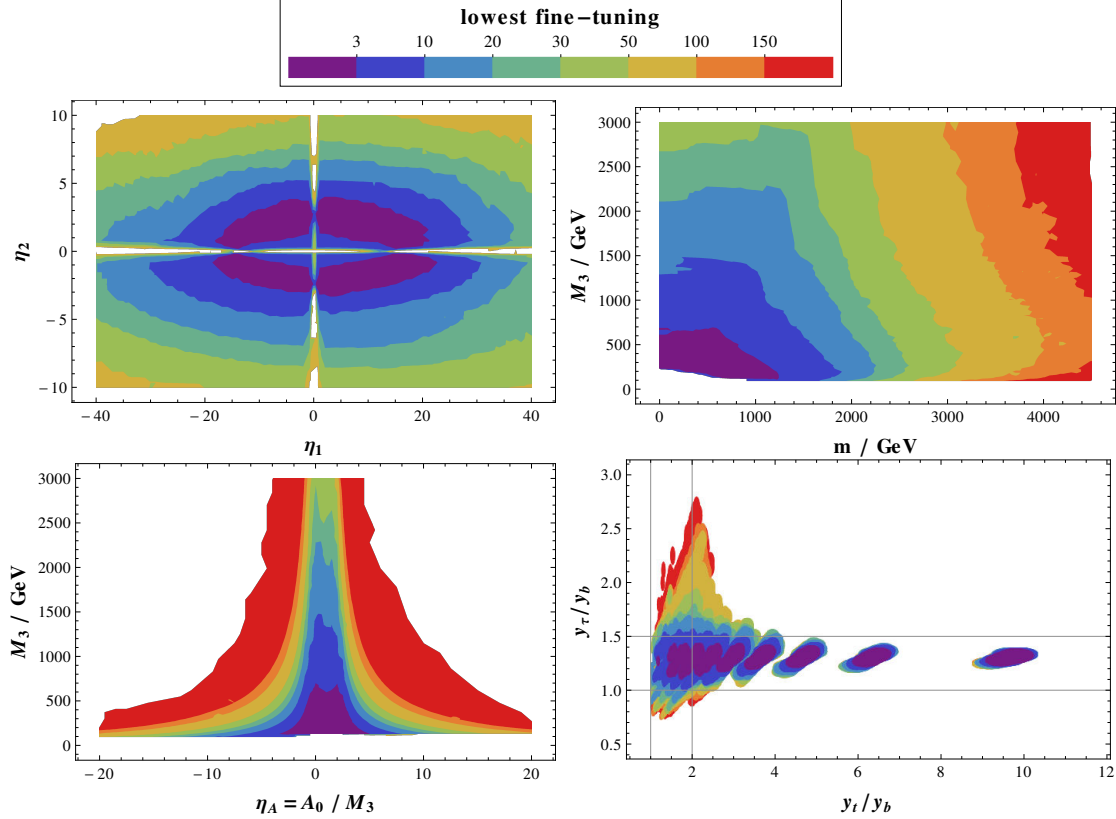 lowest fine-tuning
3 10 20 30 50 100 150
10
5
0
-5
-10
η2
-40 -20 0 20 40
η1
3000
2500
2000
1500
1000
500
0
M3 / GeV
0 1000 2000 3000 4000
m / GeV
3000
2500
2000
1500
1000
500
0
M3 / GeV
-20 -10 0 10 20
ηA = A0 / M3
3.0
2.5
2.0
1.5
1.0
0.5
yτ/yb
2 4 6 8 10 12
yt/yb